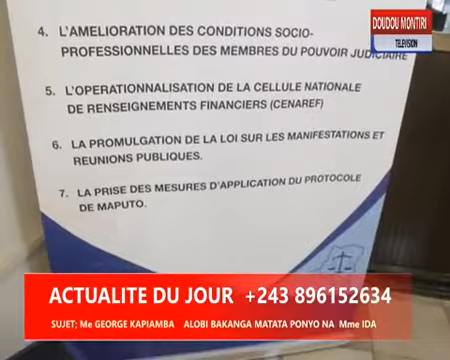 DOUDOU MONTIRI
TELEVISION
4. L'AMELIORATION DES CONDITIONS SOCIO-
PROFESSIONNELLES DES MEMBRES DU POUVOIR JUDICIAIRE
5. L'OPERATIONNALISATION DE LA CELLULE NATIONALE
DE RENSEIGNEMENTS FINANCIERS (CENAREF)
6. LA PROMULGATION DE LA LOI SUR LES MANIFESTATIONS ET
REUNIONS PUBLIQUES.
7. LA PRISE DES MESURES D'APPLICATION DU PROTOCOLE
DE MAPUTO.
ACTUALITE DU JOUR +243 896152634
SUJET; Me GEORGE KAPIAMBA ALOBI BAKANGA MATATA PONYO NA Mme IDA